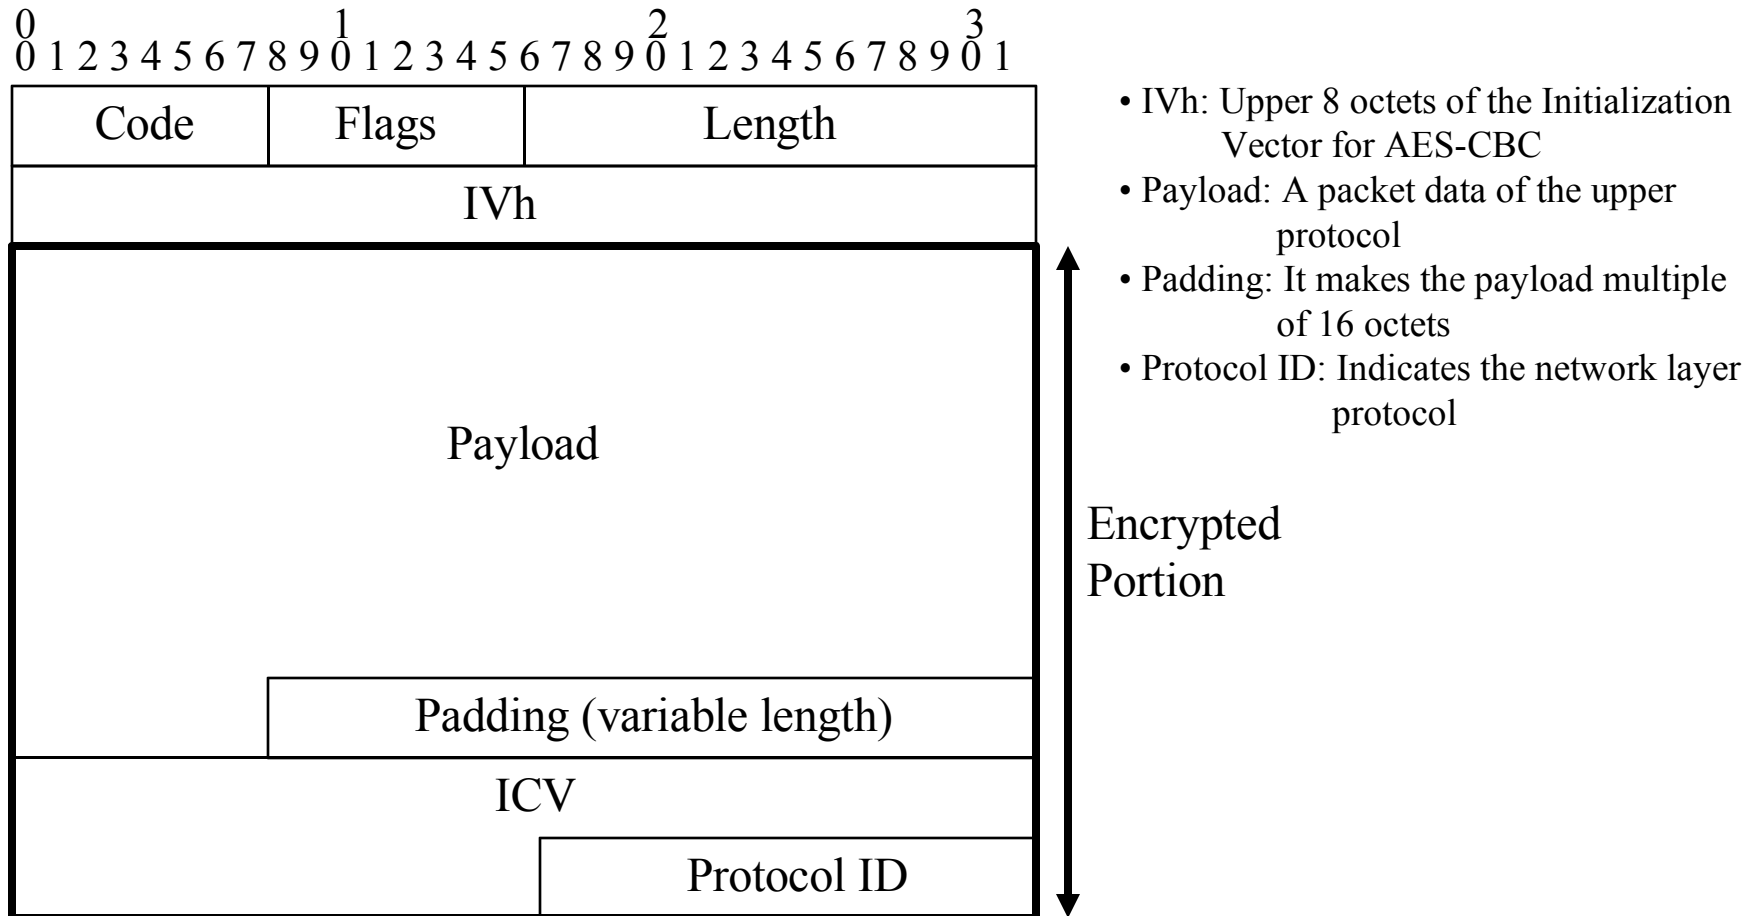 0 1 2 3
0 1 2 3 4 5 6 7 8 9 0 1 2 3 4 5 6 7 8 9 0 1 2 3 4 5 6 7 8 9 0 1
Code Flags Length
IVh
Payload
Padding (variable length)
ICV
Protocol ID
Encrypted
Portion
• IVh: Upper 8 octets of the Initialization
Vector for AES-CBC
• Payload: A packet data of the upper
protocol
• Padding: It makes the payload multiple
of 16 octets
• Protocol ID: Indicates the network layer
protocol